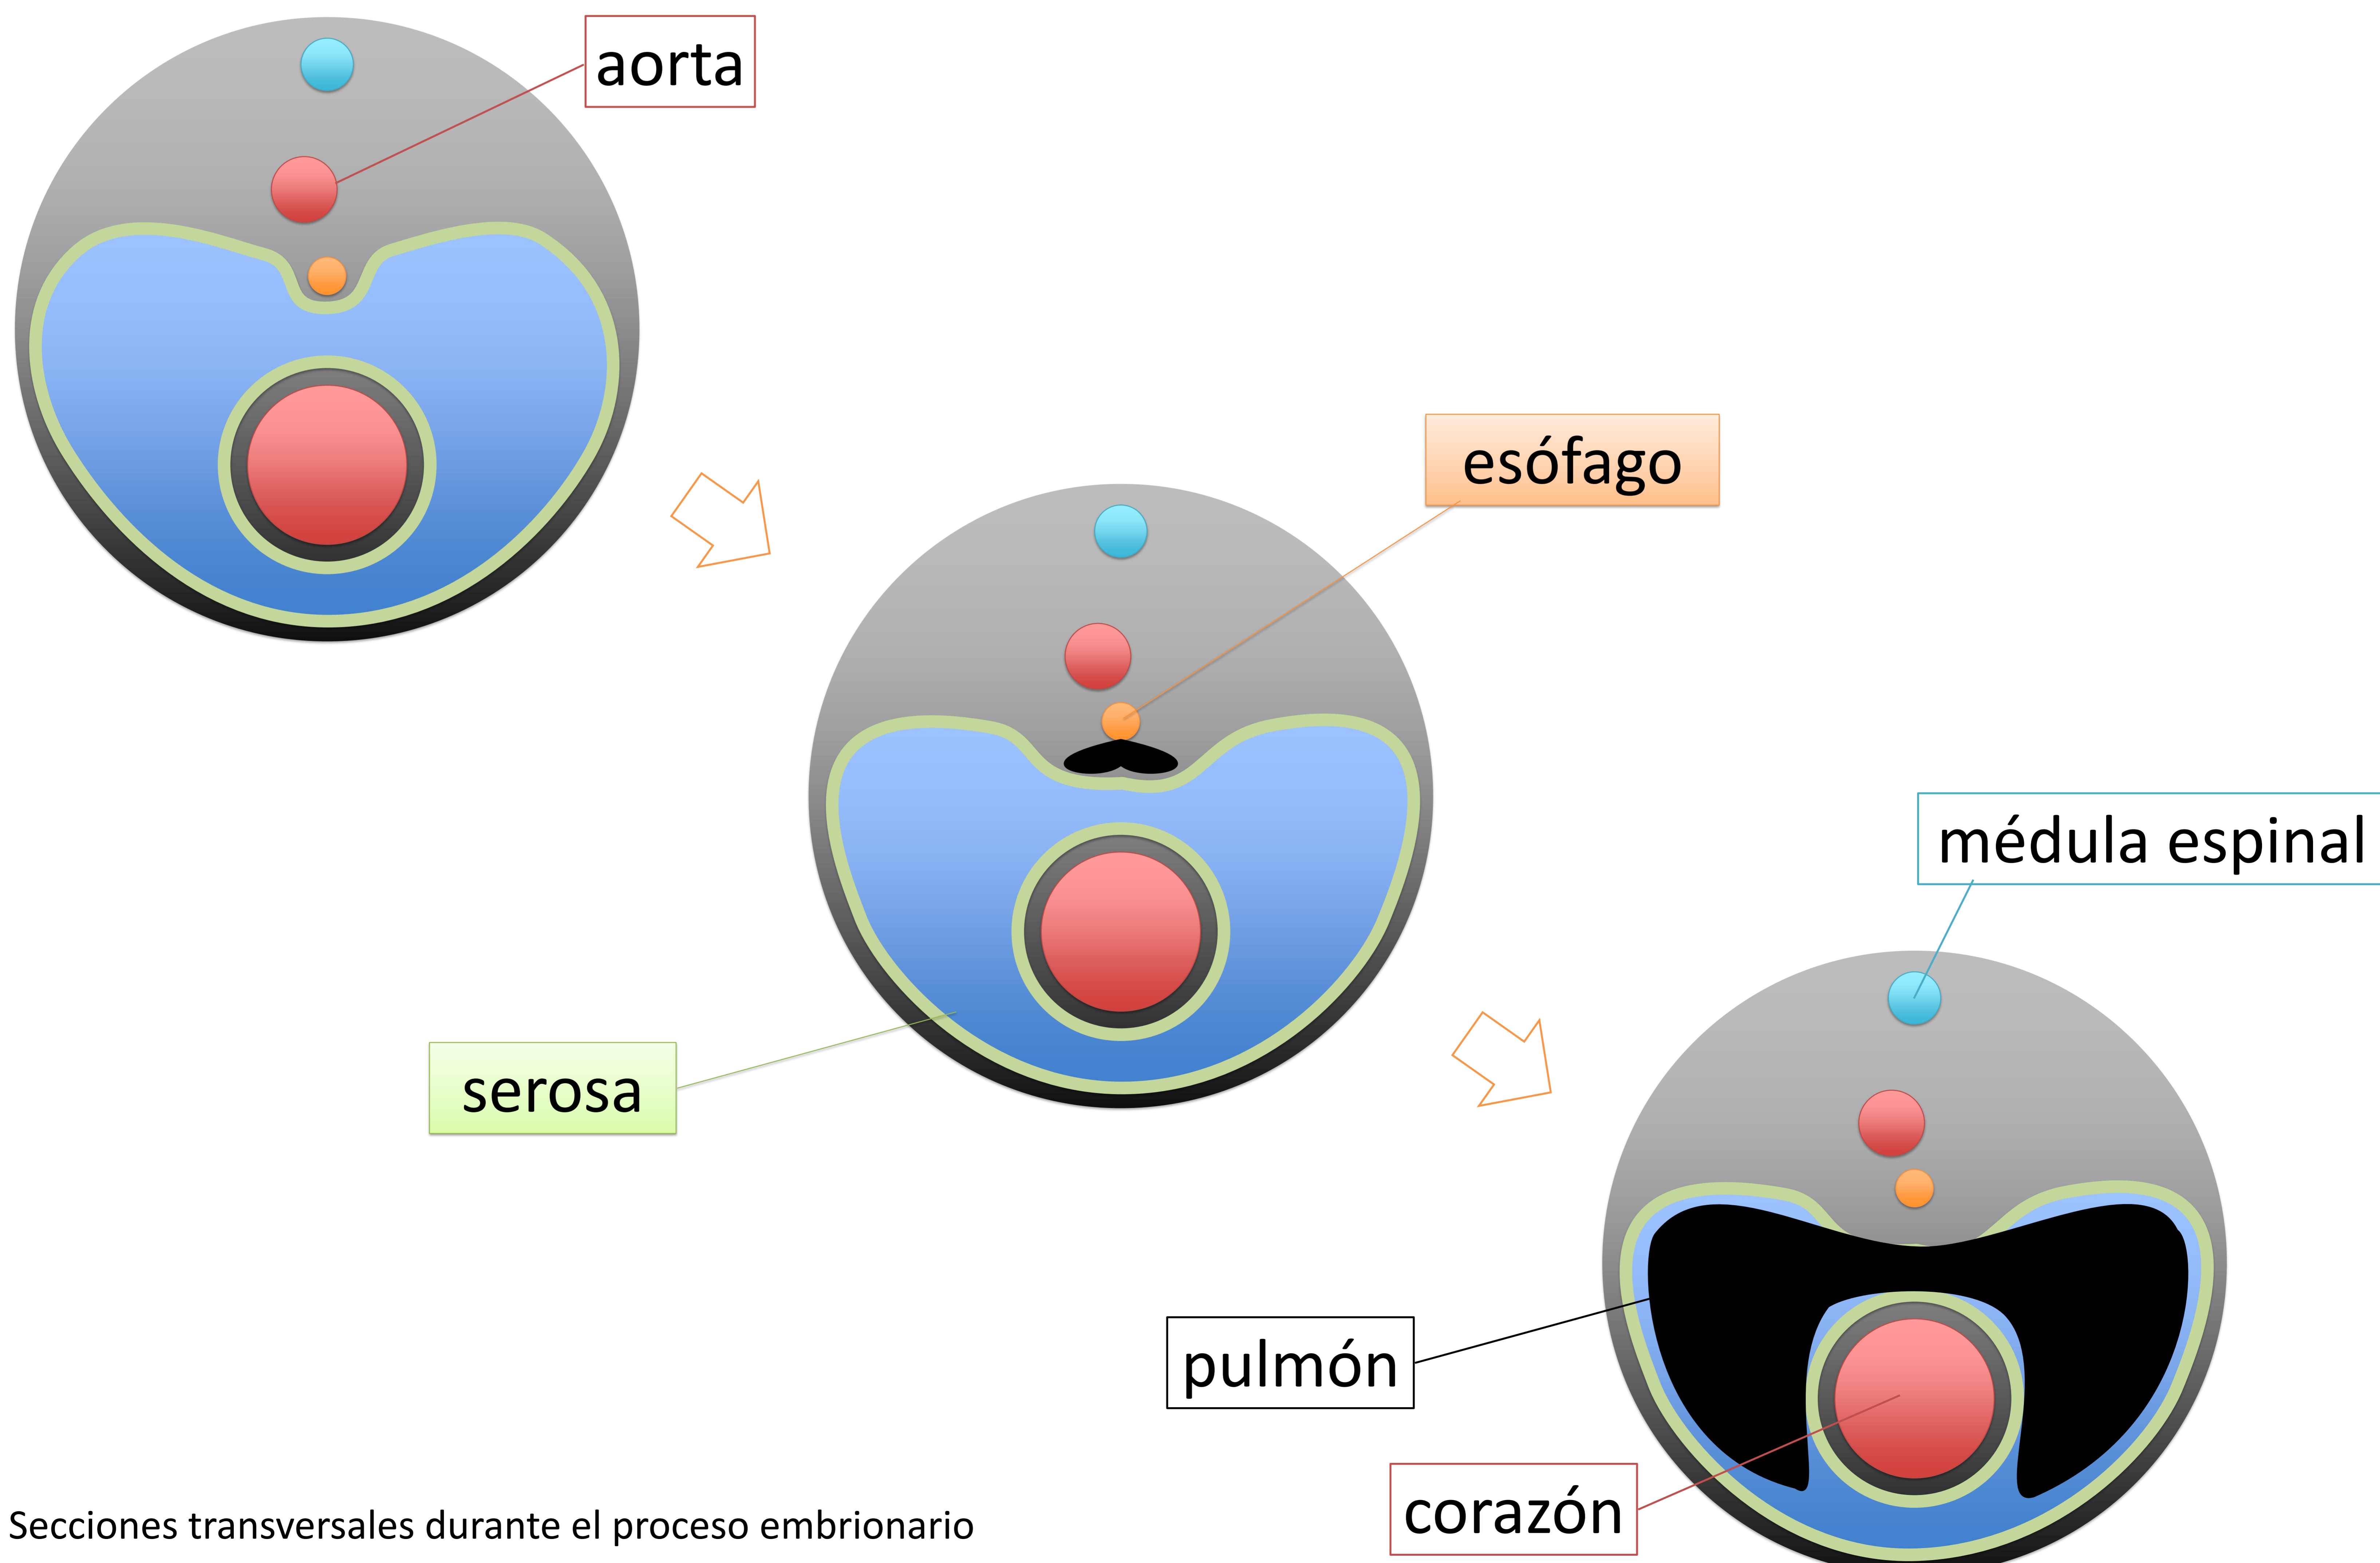 aorta
esófago
médula espinal
serosa
pulmón
corazón
Secciones transversales durante el proceso embrionario